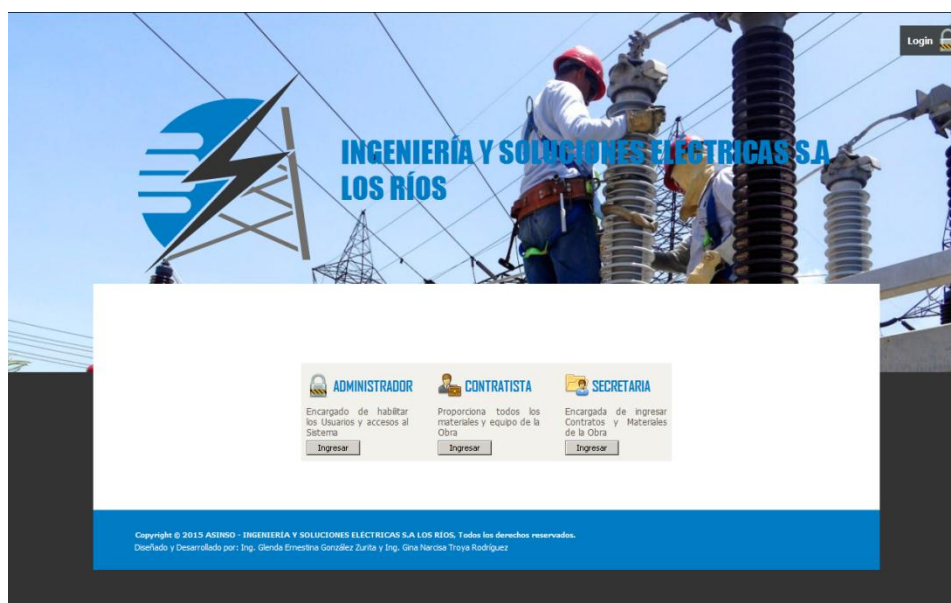 Login
INGENIERÍA Y SOLUCIONES ELÉCTRICAS S.A
LOS RÍOS
ADMINISTRADOR
Encargado de habilitar
los Usuarios y accesos al
Sistema
Ingresar
CONTRATISTA
Proporciona todos los
materiales y equipo de la
Obra
Ingresar
SECRETARIA
Encargada de ingresar
Contratos y Materiales
de la Obra
Ingresar
Copyright © 2015 ASINSO - INGENIERÍA Y SOLUCIONES ELÉCTRICAS S.A LOS RÍOS, Todos los derechos reservados.
Diseñado y Desarrollado por: Ing. Glenda Ernestina González Zurita y Ing. Gina Narcisa Troya Rodríguez